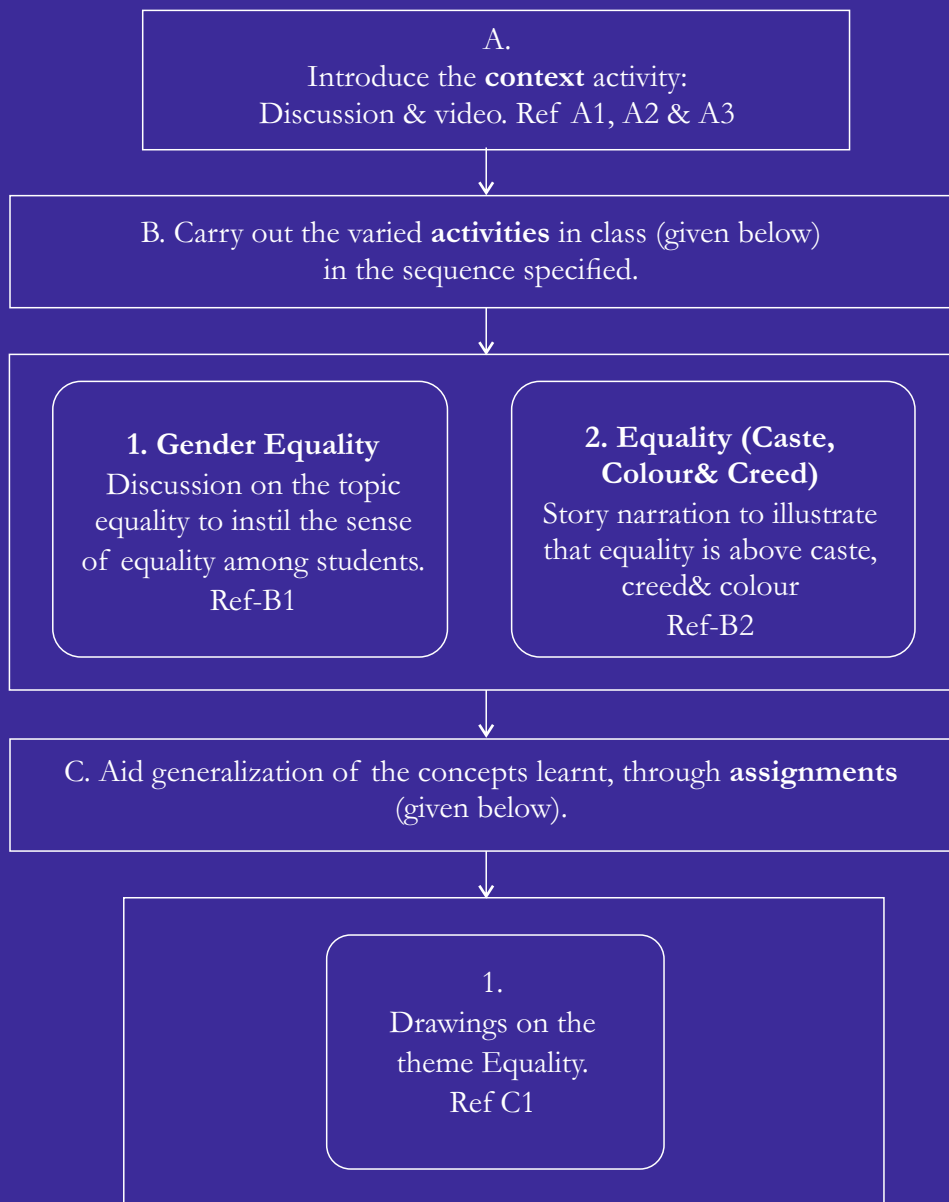 A.
Introduce the context activity:
Discussion & video. Ref A1, A2 & A3
B. Carry out the varied activities in class (given below)
in the sequence specified.
1. Gender Equality
Discussion on the topic
equality to instil the sense
of equality among students.
Ref-B1
2. Equality (Caste,
Colour& Creed)
Story narration to illustrate
that equality is above caste,
creed& colour
Ref-B2
C. Aid generalization of the concepts learnt, through assignments
(given below).
1.
Drawings on the
theme Equality.
Ref C1